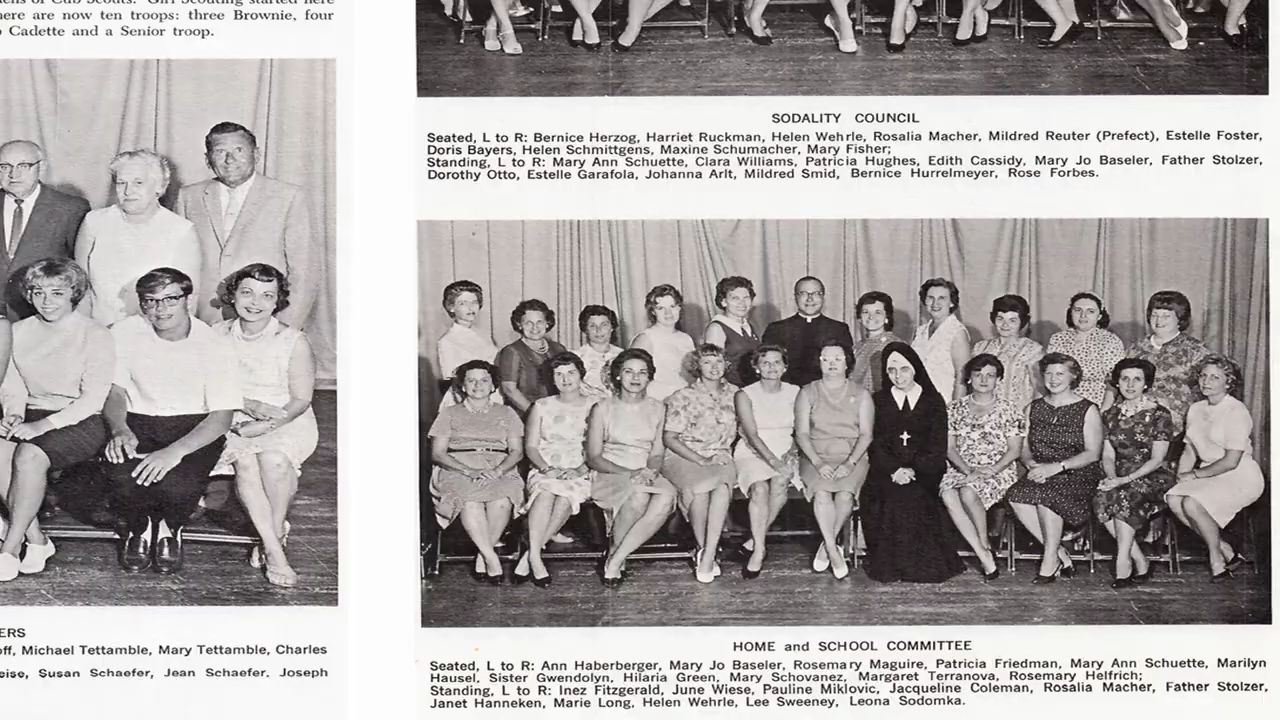 of Cub Scouts. Girl Scouting started here
here are now ten troops: three Brownie, four
Cadette and a Senior troop.
ERS
off, Michael Tettamble, Mary Tettamble, Charles
Susan Schaefer, Jean Schaefer, Joseph
SODALITY COUNCIL
Seated, L to R: Bernice Herzog, Harriet Ruckman, Helen Wehrle, Rosalia Macher, Mildred Reuter (Prefect), Estelle Foster,
Doris Bayers, Helen Schmittgens, Maxine Schumacher, Mary Fisher;
Standing, L to R: Mary Ann Schuette, Clara Williams, Patricia Hughes, Edith Cassidy, Mary Jo Baseler, Father Stolzer,
Dorothy Otto, Estelle Garafola, Johanna Arlt, Mildred Smid, Bernice Hurrelmeyer, Rose Forbes.
HOME and SCHOOL COMMITTEE
Seated, L to R: Ann Haberberger, Mary Jo Baseler, Rosemary Maguire, Patricia Friedman, Mary Ann Schuette, Marilyn
Hausel, Sister Gwendolyn, Hilaria Green, Mary Schovanez, Margaret Terranova, Rosemary Helfrich;
Standing, L to R: Inez Fitzgerald, June Wiese, Pauline Miklovic, Jacqueline Coleman, Rosalia Macher, Father Stolzer,
Janet Hanneken, Marie Long, Helen Wehrle, Lee Sweeney, Leona Sodomka.